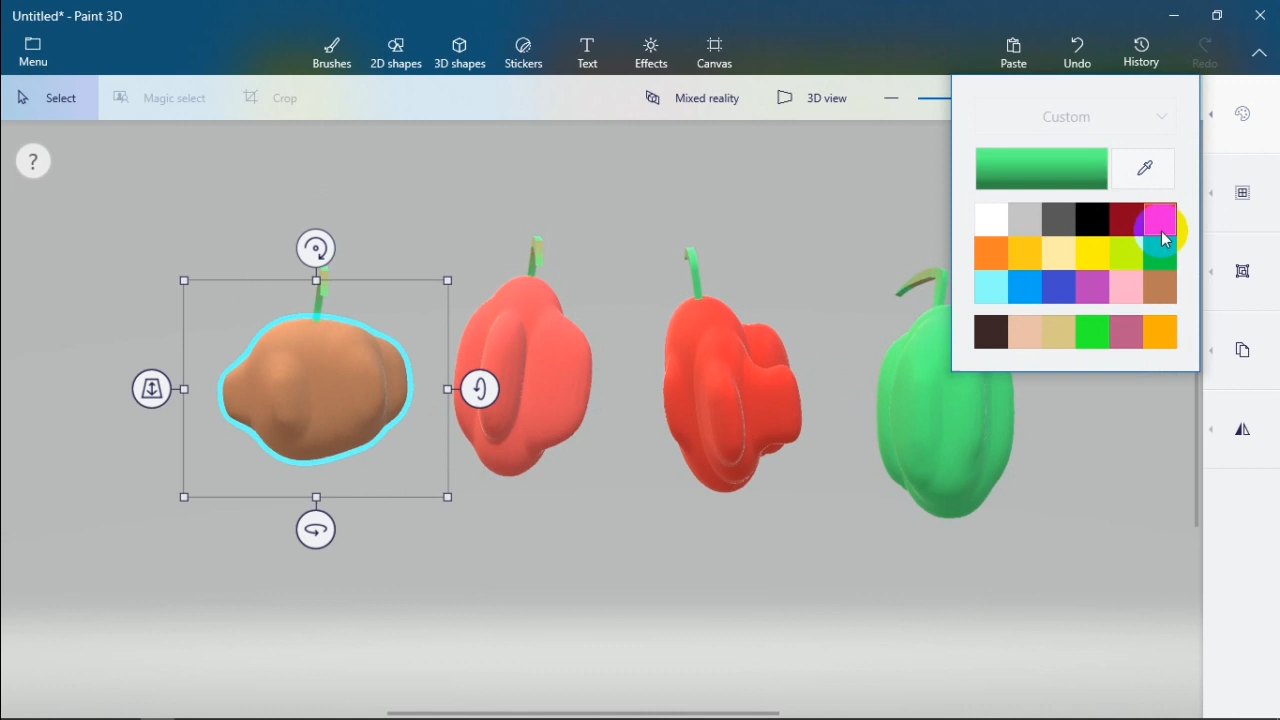 Untitled* - Paint 3D
Menu
Brushes
2D shapes
3D shapes
Stickers
Text
Effects
Canvas
Paste
Undo
History
Redo
Select
Magic select
Crop
Mixed reality
3D view
?
Custom